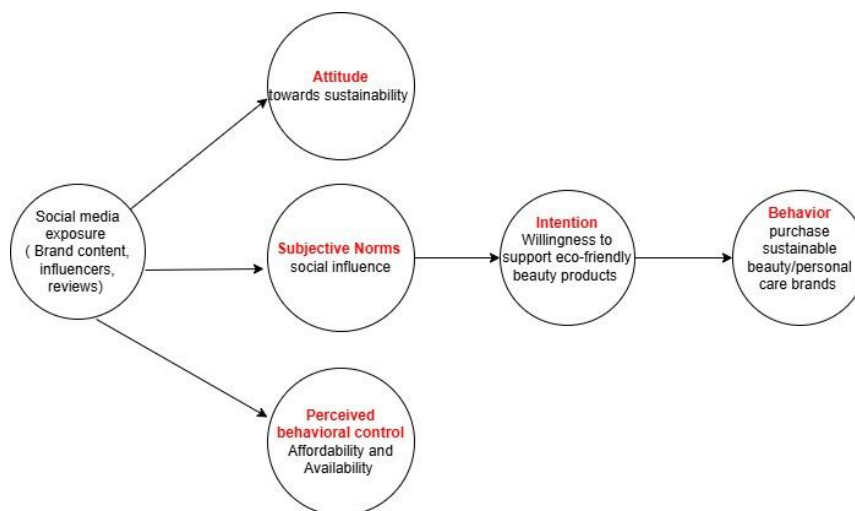 Attitude
towards sustainability
Social media
exposure
( Brand content,
influencers,
reviews)
Subjective Norms
social influence
Intention
Willingness to
support eco-friendly
beauty products
Behavior
purchase
sustainable
beauty/personal
care brands
Perceived
behavioral control
Affordability and
Availability